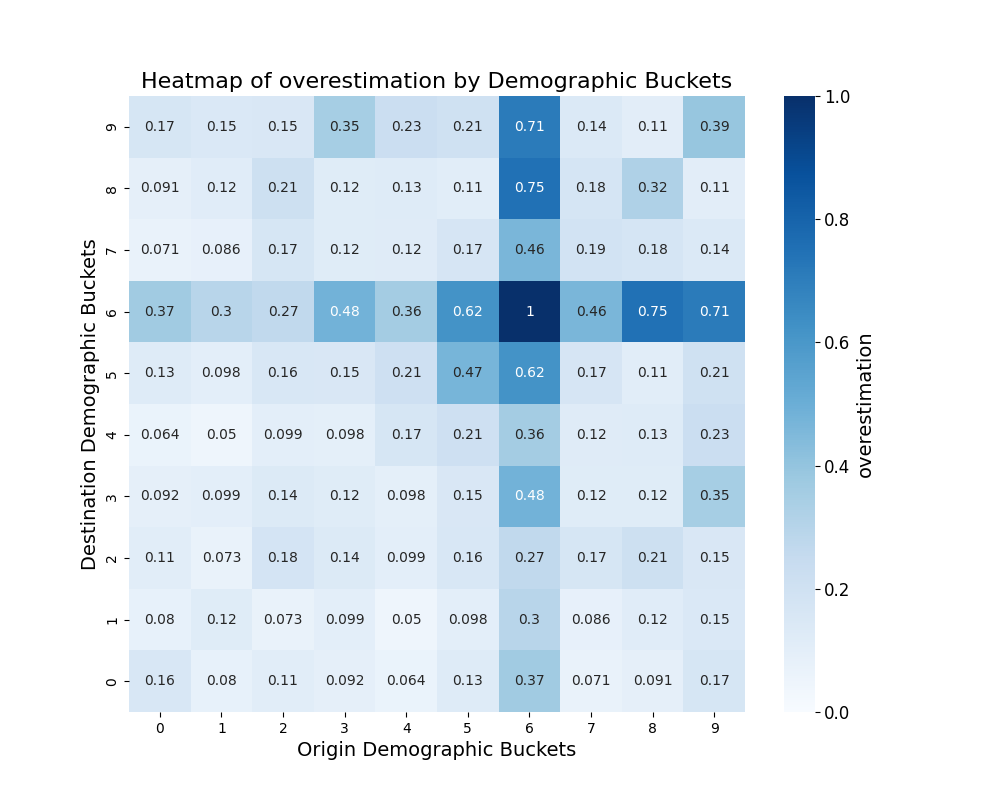 Heatmap of overestimation by Demographic Buckets
9 0.17 0.15 0.15 0.35 0.23 0.21 0.71 0.14 0.11 0.39
8 0.091 0.12 0.21 0.12 0.13 0.11 0.75 0.18 0.32 0.11
7 0.071 0.086 0.17 0.12 0.12 0.17 0.46 0.19 0.18 0.14
6 0.37 0.3 0.27 0.48 0.36 0.62 1 0.46 0.75 0.71
5 0.13 0.098 0.16 0.15 0.21 0.47 0.62 0.17 0.11 0.21
4 0.064 0.05 0.099 0.098 0.17 0.21 0.36 0.12 0.13 0.23
3 0.092 0.099 0.14 0.12 0.098 0.15 0.48 0.12 0.12 0.35
2 0.11 0.073 0.18 0.14 0.099 0.16 0.27 0.17 0.21 0.15
1 0.08 0.12 0.073 0.099 0.05 0.098 0.3 0.086 0.12 0.15
0 0.16 0.08 0.11 0.092 0.064 0.13 0.37 0.071 0.091 0.17
0 1 2 3 4 5 6 7 8 9
Origin Demographic Buckets
Destination Demographic Buckets
1.0
0.8
0.6
0.4
0.2
0.0
overestimation